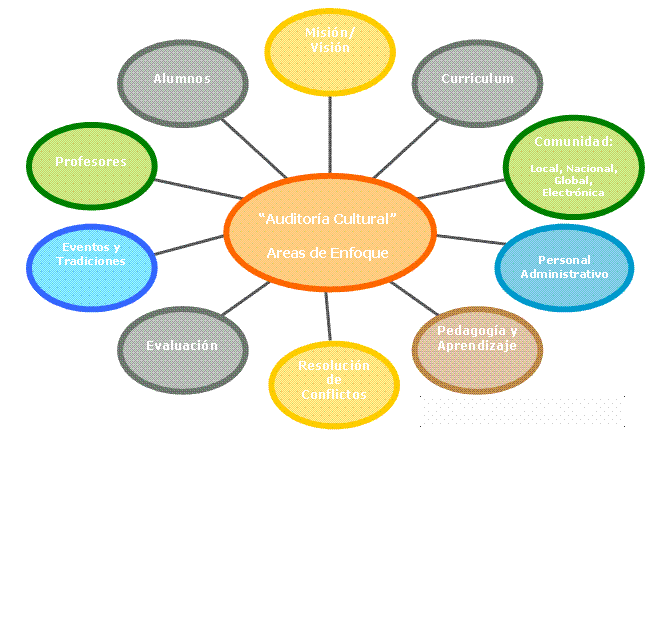 Misión/
Visión
Alumnos
Curriculum
Comunidad:
Local, Nacional,
Global,
Electrónica
Profesores
“Auditoría Cultural”
Areas de Enfoque
Eventos y
Tradiciones
Personal
Administrativo
Evaluación
Pedagogía y
Aprendizaje
Resolución
de
Conflictos